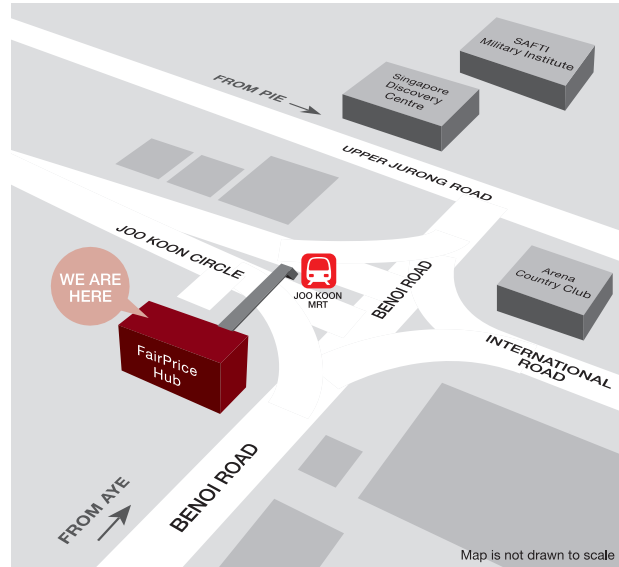 SAFTI
Military Institute
Singapore
Discovery
Centre
FROM PIE
UPPER JURONG ROAD
JOO KOON CIRCLE
WE ARE
HERE
JOO KOON
MRT
BENOI ROAD
Arena
Country Club
FairPrice
Hub
INTERNATIONAL
ROAD
BENOI ROAD
FROM AYE
Map is not drawn to scale